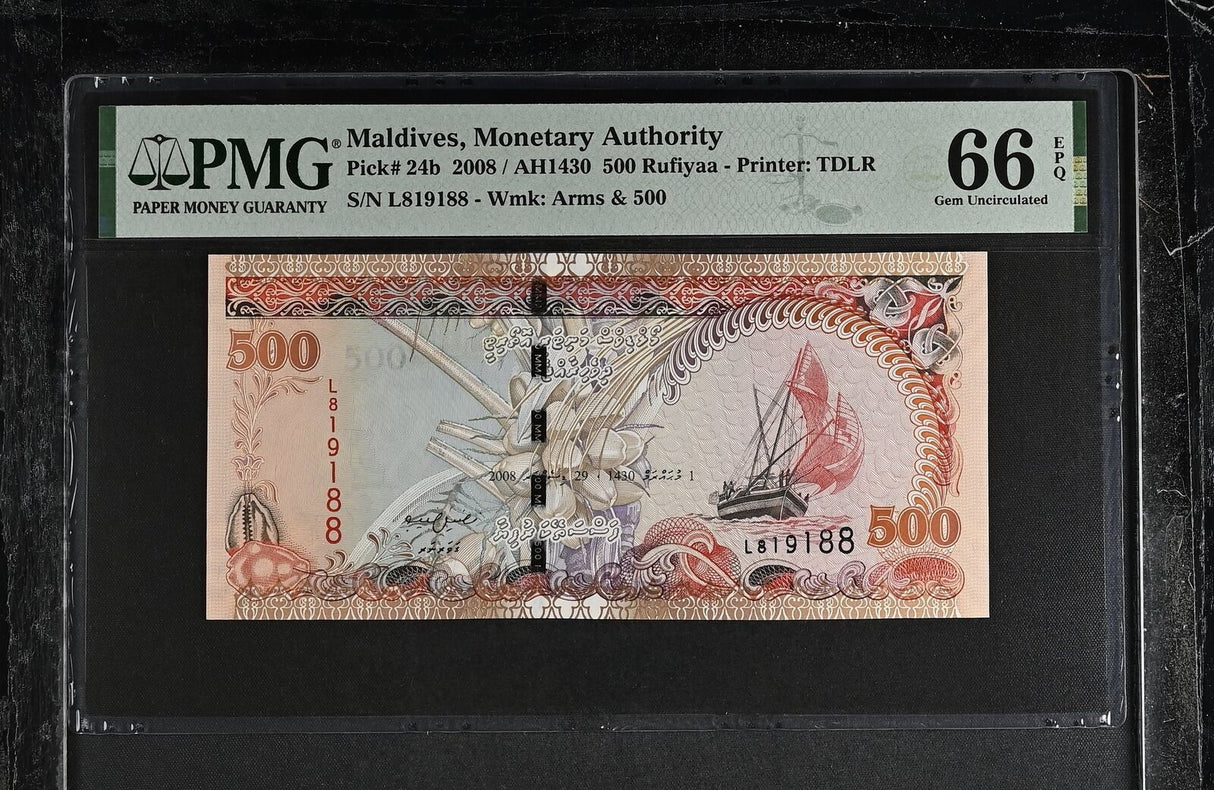 PMG®
PAPER MONEY GUARANTY
Maldives, Monetary Authority
Pick# 24b 2008 / AH1430 500 Rufiyaa - Printer: TDLR
S/N L819188 - Wmk: Arms & 500
66
EPQ
Gem Uncirculated
500
500
L819188
1 މުޙައްރަމް 1430 ، 29 ޑިސެންބަރު 2008
ފަސްސަތޭކަ ރުފިޔާ
ގަވަރުނަރ
L819188
500